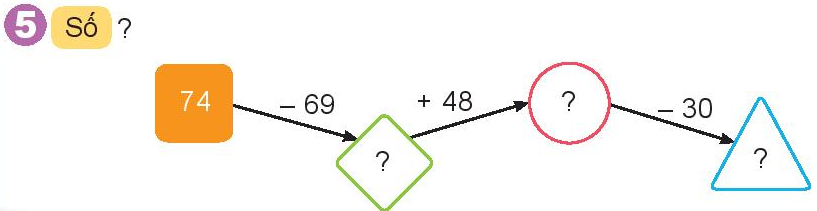 5 Số ?
74 – 69 ? + 48 ? – 30 ?